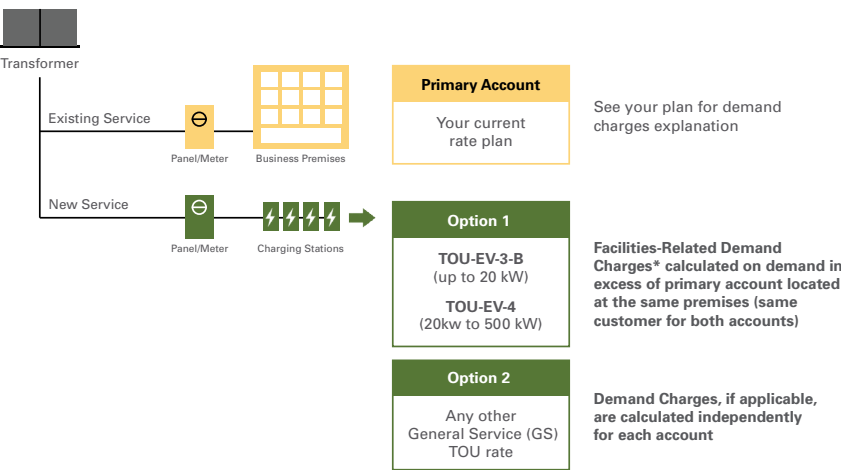 Transformer
Existing Service
Panel/Meter
Business Premises
Primary Account
Your current
rate plan
See your plan for demand
charges explanation
New Service
Panel/Meter
Charging Stations
Option 1
TOU-EV-3-B
(up to 20 kW)
TOU-EV-4
(20kw to 500 kW)
Facilities-Related Demand
Charges* calculated on demand in
excess of primary account located
at the same premises (same
customer for both accounts)
Option 2
Any other
General Service (GS)
TOU rate
Demand Charges, if applicable,
are calculated independently
for each account